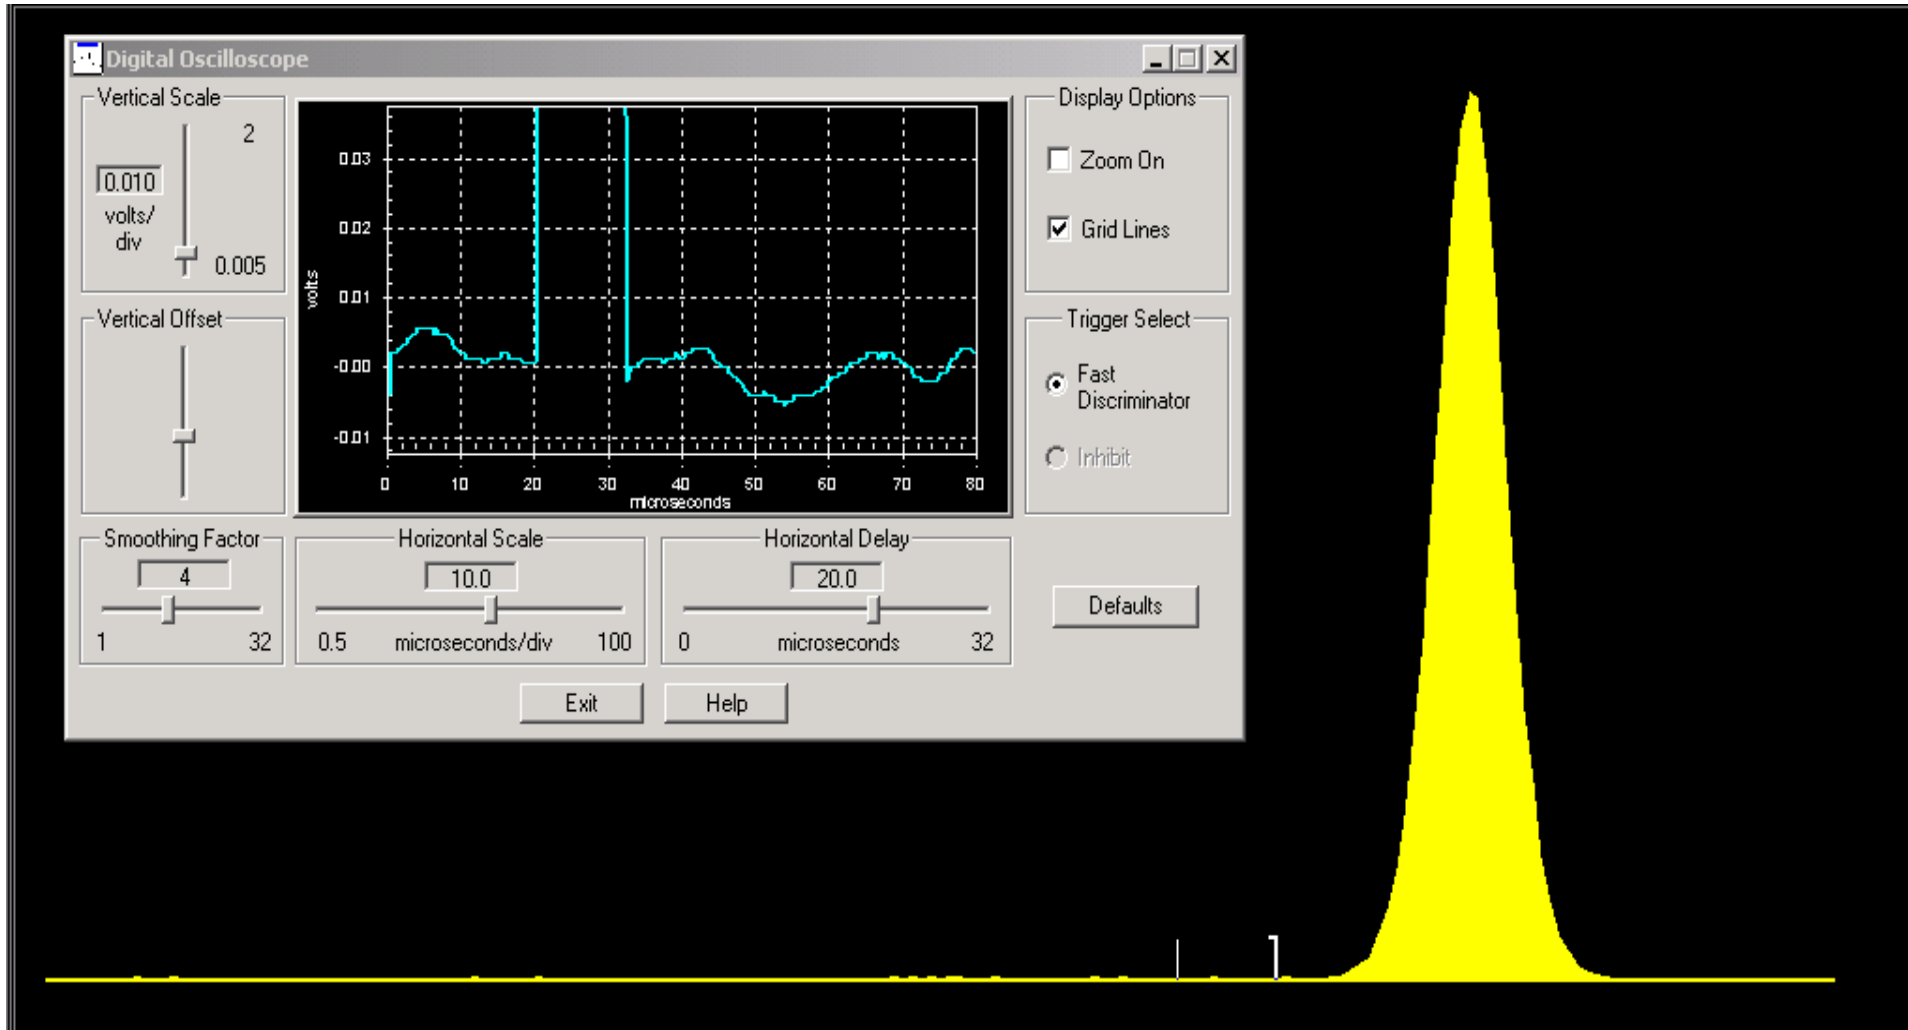 Digital Oscilloscope
Vertical Scale
2
0.010
volts/
div
0.005
Vertical Offset
volts
0.03
0.02
0.01
-0.00
-0.01
0 10 20 30 40 50 60 70 80
microseconds
Display Options
Zoom On
Grid Lines
Trigger Select
Fast
Discriminator
Inhibit
Smoothing Factor
4
1 32
Horizontal Scale
10.0
0.5 microseconds/div 100
Horizontal Delay
20.0
0 microseconds 32
Defaults
Exit
Help